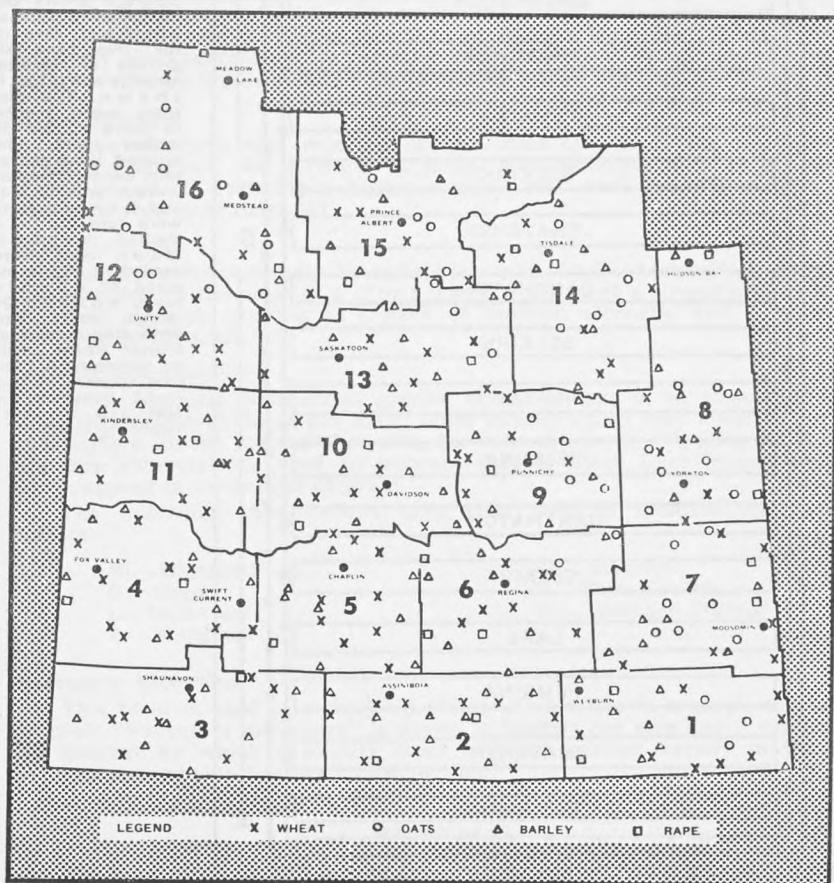 MEADOW
LAKE
16
MEDSTEAD
PRINCE
ALBERT
15
TISDALE
14
HUDSON BAY
12
UNITY
SASKATOON
13
KINDERSLEY
11
10
DAVIDSON
PUNNICHY
9
8
YORKTON
FOX VALLEY
4
SWIFT
CURRENT
CHAPLIN
5
6
REGINA
7
MOOSOMIN
SHAUNAVON
3
ASSINIBOIA
2
WEYBURN
1
LEGEND X WHEAT O OATS △ BARLEY □ RAPE